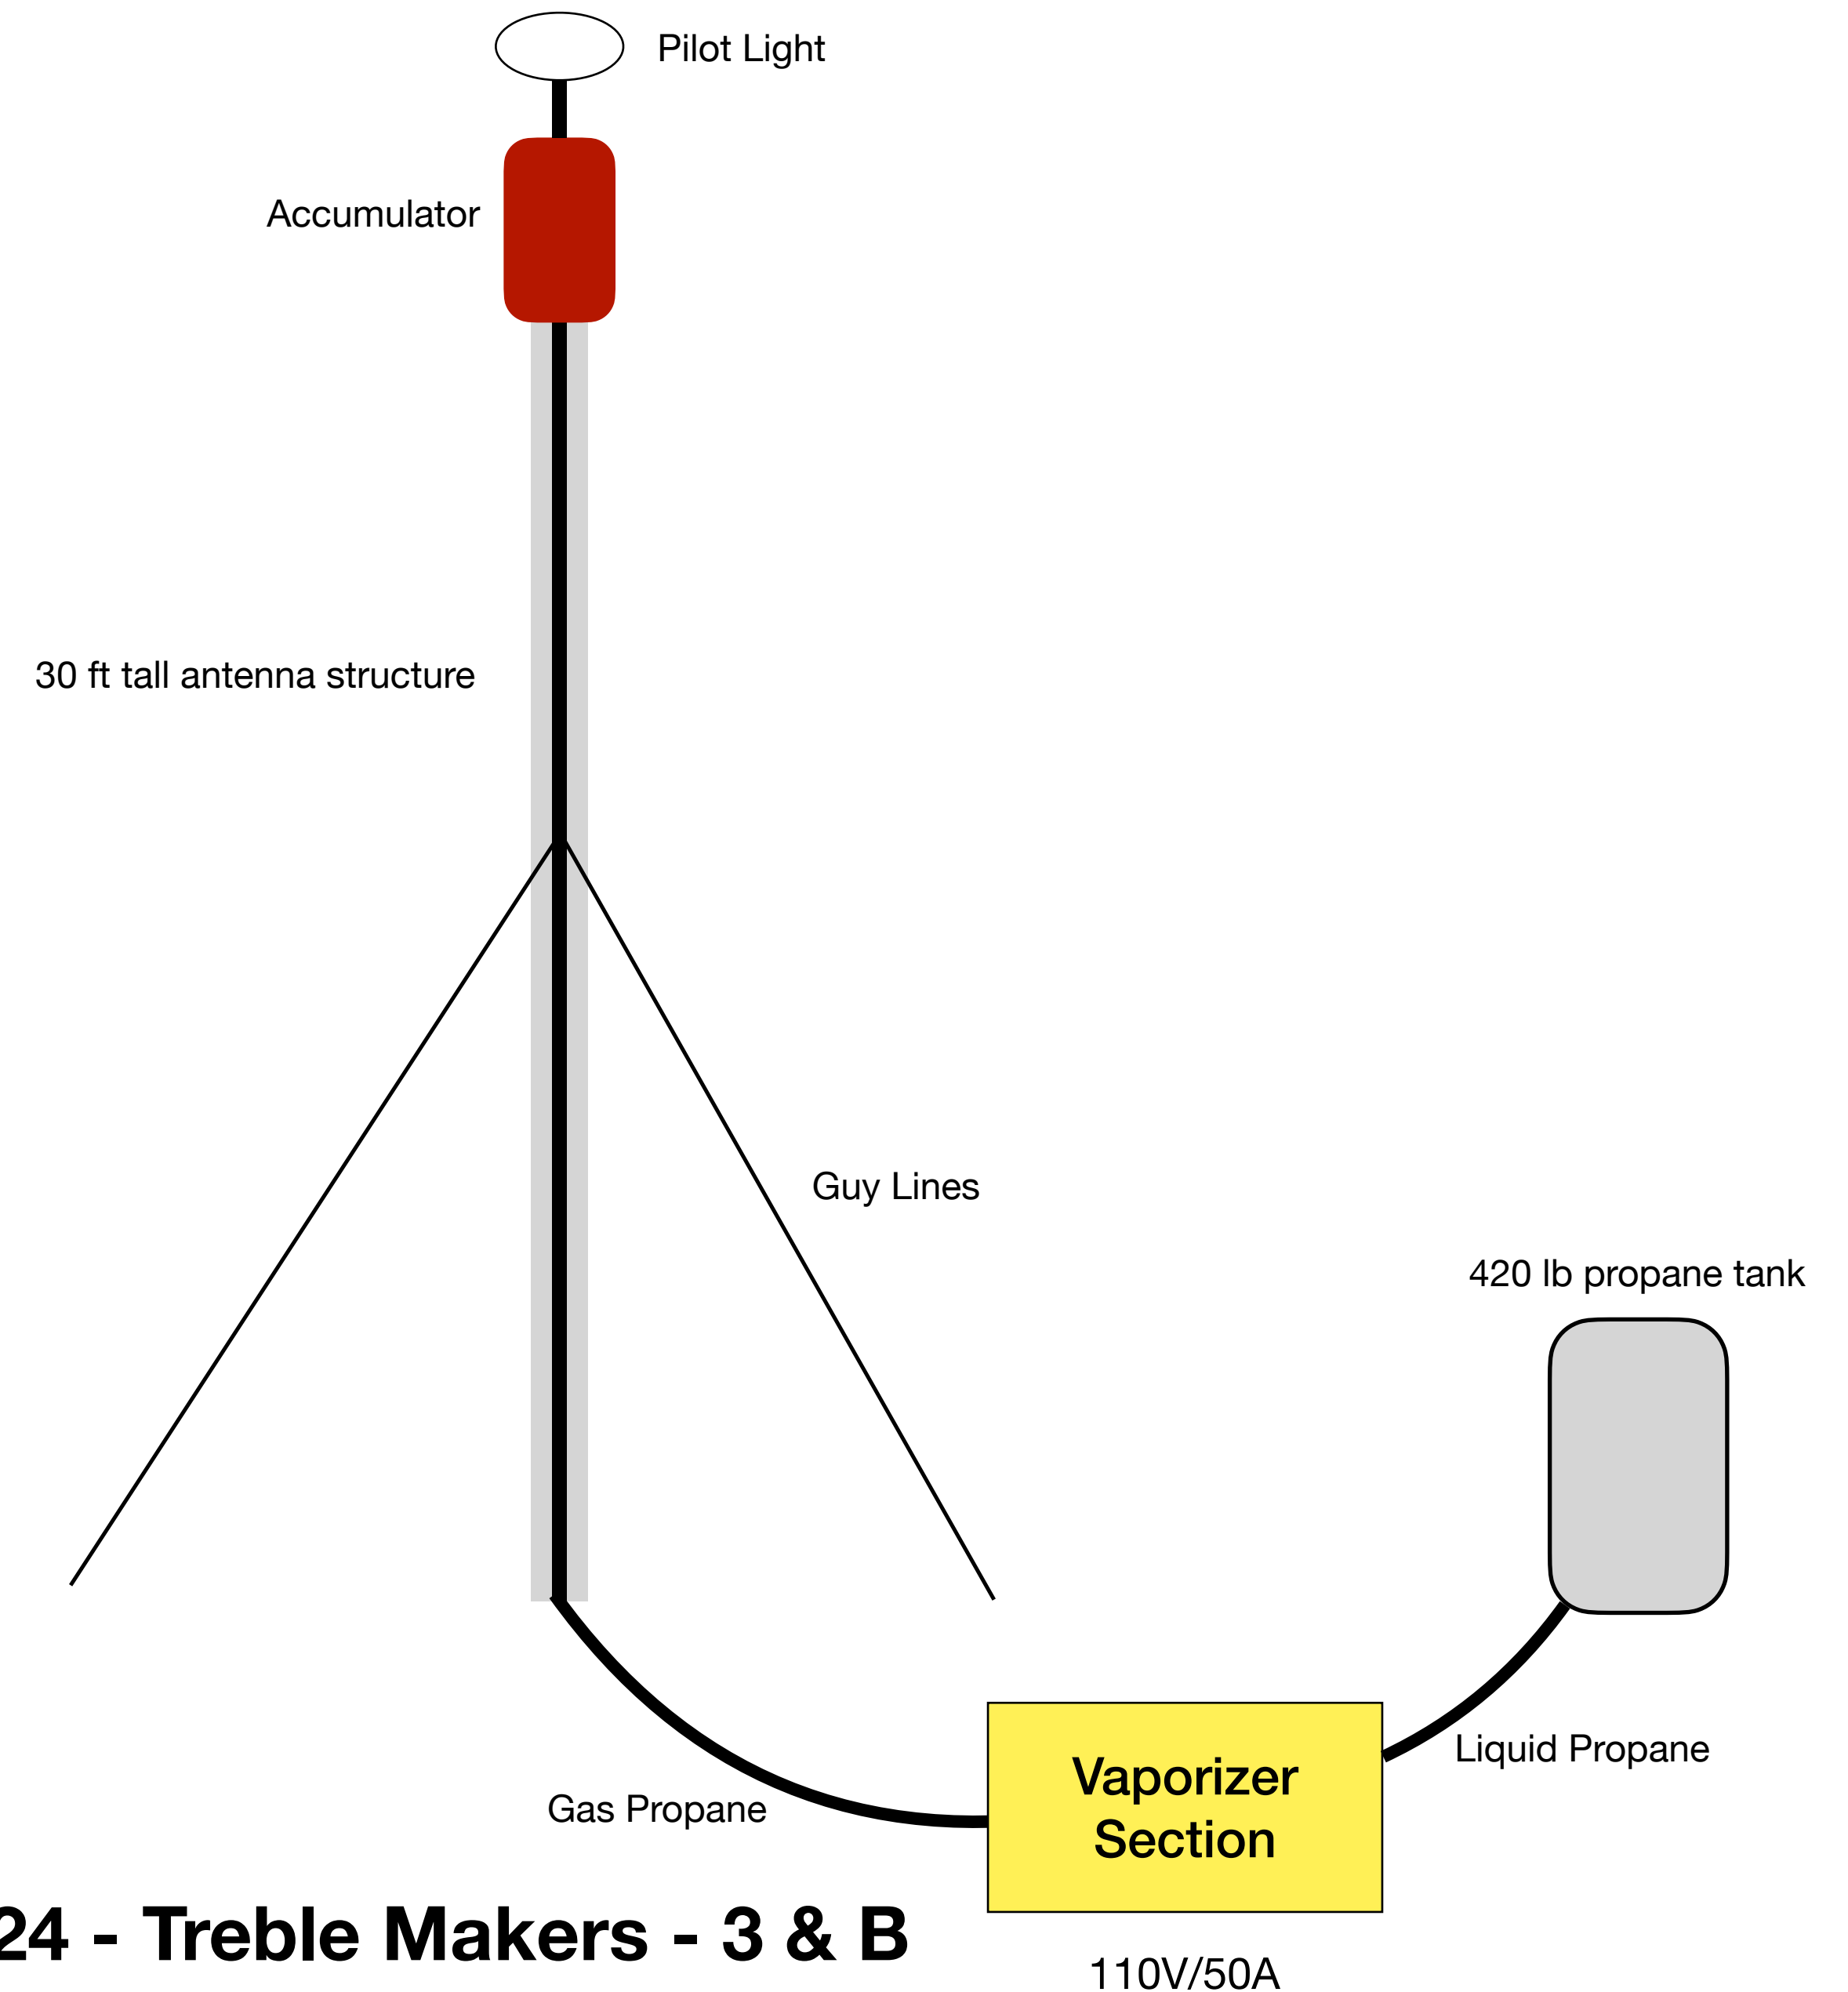 Pilot Light
Accumulator
30 ft tall antenna structure
Guy Lines
420 lb propane tank
Liquid Propane
Vaporizer
Section
Gas Propane
24 - Treble Makers - 3 & B
110V/50A